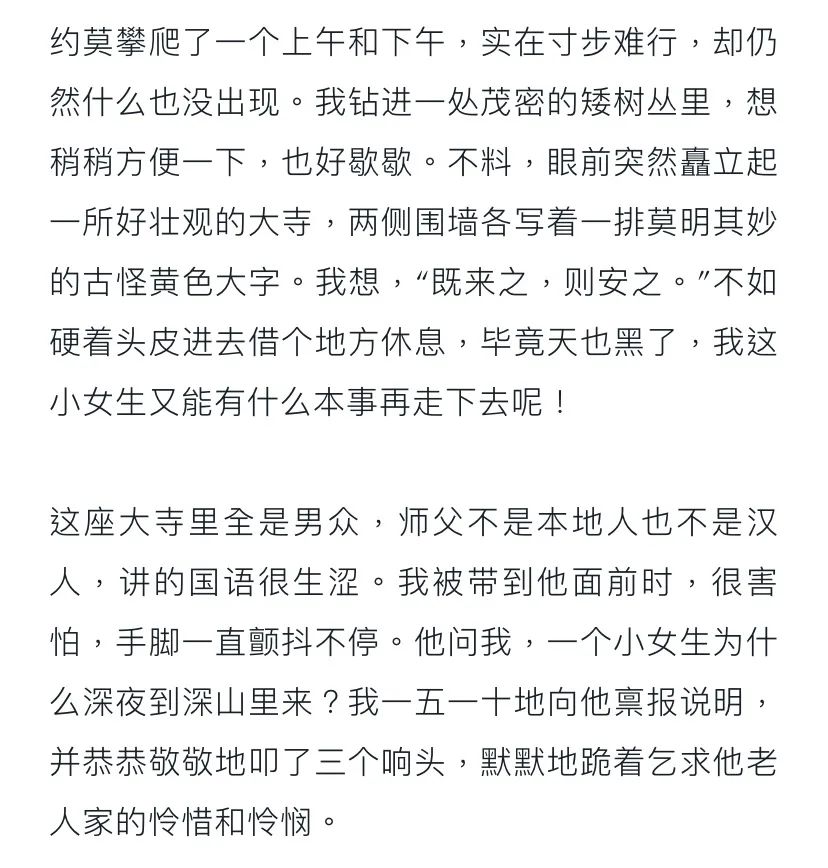 约莫攀爬了一个上午和下午，实在寸步难行，却仍
然什么也没出现。我钻进一处茂密的矮树丛里，想
稍稍方便一下，也好歇歇。不料，眼前突然矗立起
一所好壮观的大寺，两侧围墙各写着一排莫明其妙
的古怪黄色大字。我想，“既来之，则安之。”不如
硬着头皮进去借个地方休息，毕竟天也黑了，我这
小女生又能有什么本事再走下去呢！
这座大寺里全是男众，师父不是本地人也不是汉
人，讲的国语很生涩。我被带到他面前时，很害
怕，手脚一直颤抖不停。他问我，一个小女生为什
么深夜到深山里来？我一五一十地向他禀报说明，
并恭恭敬敬地叩了三个响头，默默地跪着乞求他老
人家的怜惜和怜悯。